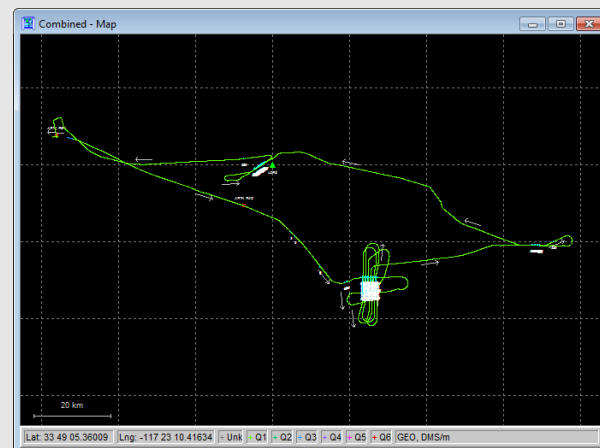 Combined - Map
20 km
Lat: 33 49 05.36009 Lng: -117 23 10.41634 Unk Q1 Q2 Q3 Q4 Q5 Q6 GEO, DMS/m